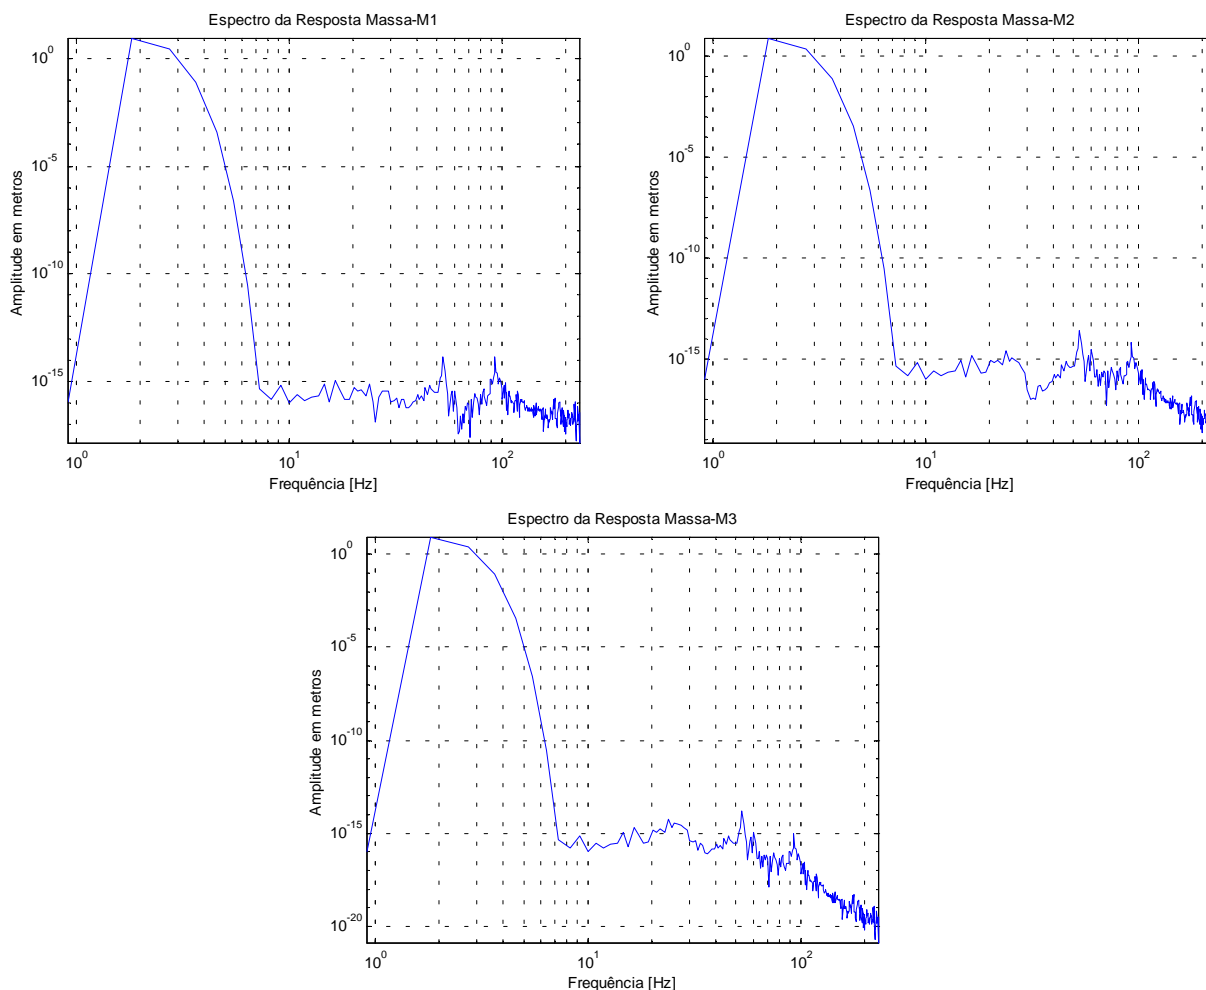 Espectro da Resposta Massa-M1
Amplitude em metros
10^0
10^-5
10^-10
10^-15
10^0 10^1 10^2
Frequência [Hz]
Espectro da Resposta Massa-M2
Amplitude em metros
10^0
10^-5
10^-10
10^-15
10^0 10^1 10^2
Frequência [Hz]
Espectro da Resposta Massa-M3
Amplitude em metros
10^0
10^-5
10^-10
10^-15
10^-20
10^0 10^1 10^2
Frequência [Hz]